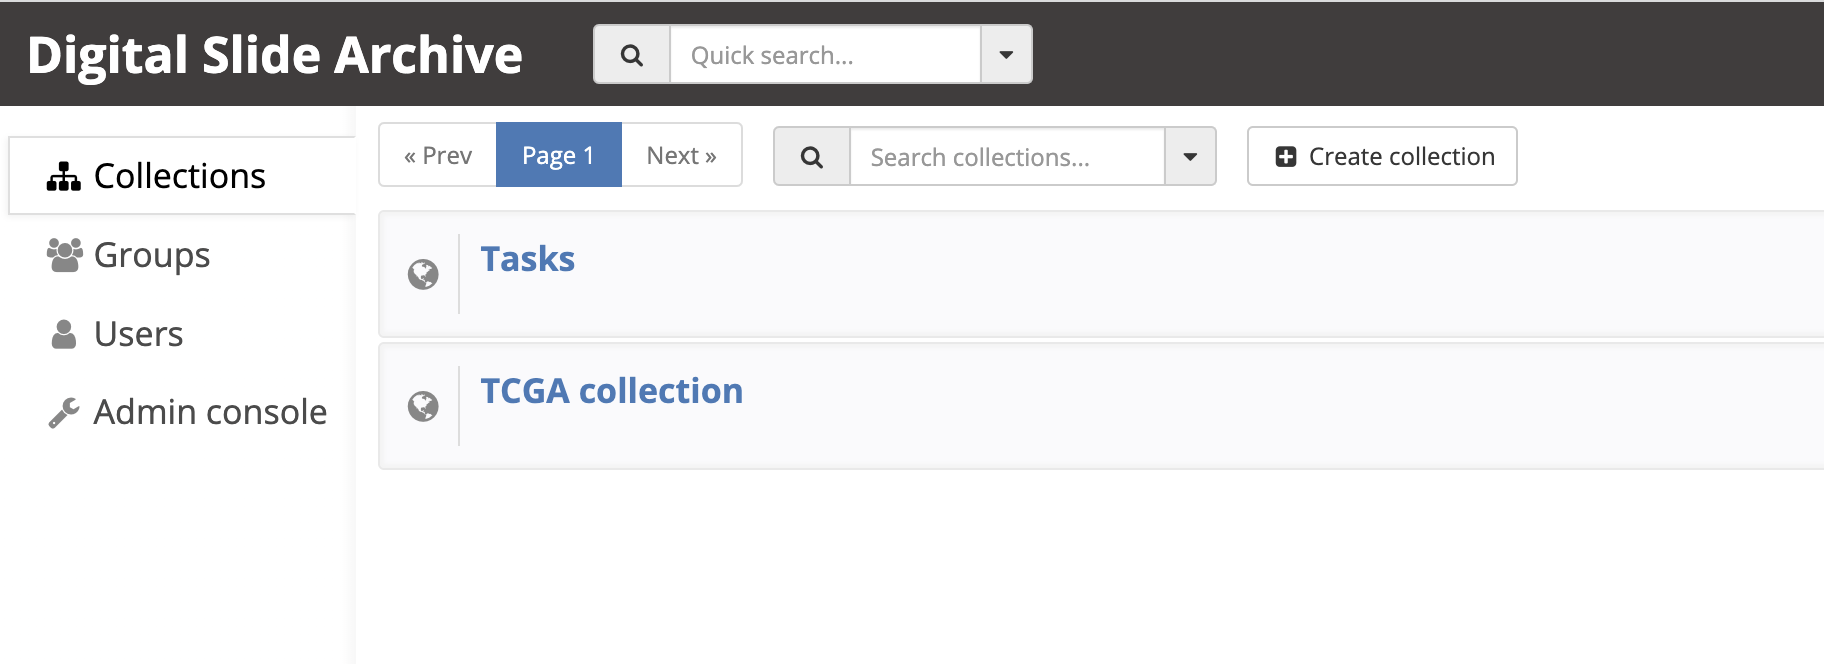 Digital Slide Archive
Quick search...
Collections
Groups
Users
Admin console
« Prev
Page 1
Next »
Search collections...
Create collection
Tasks
TCGA collection